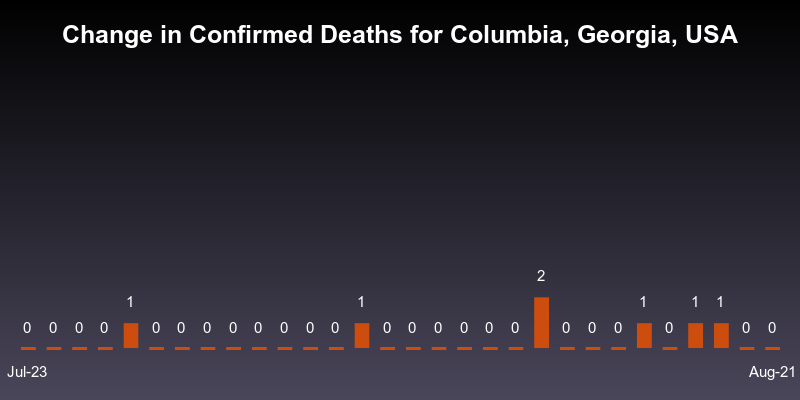 Change in Confirmed Deaths for Columbia, Georgia, USA
2
1 1 1 1 1
0 0 0 0 0 0 0 0 0 0 0 0 0 0 0 0 0 0 0 0 0 0 0 0
Jul-23 Aug-21